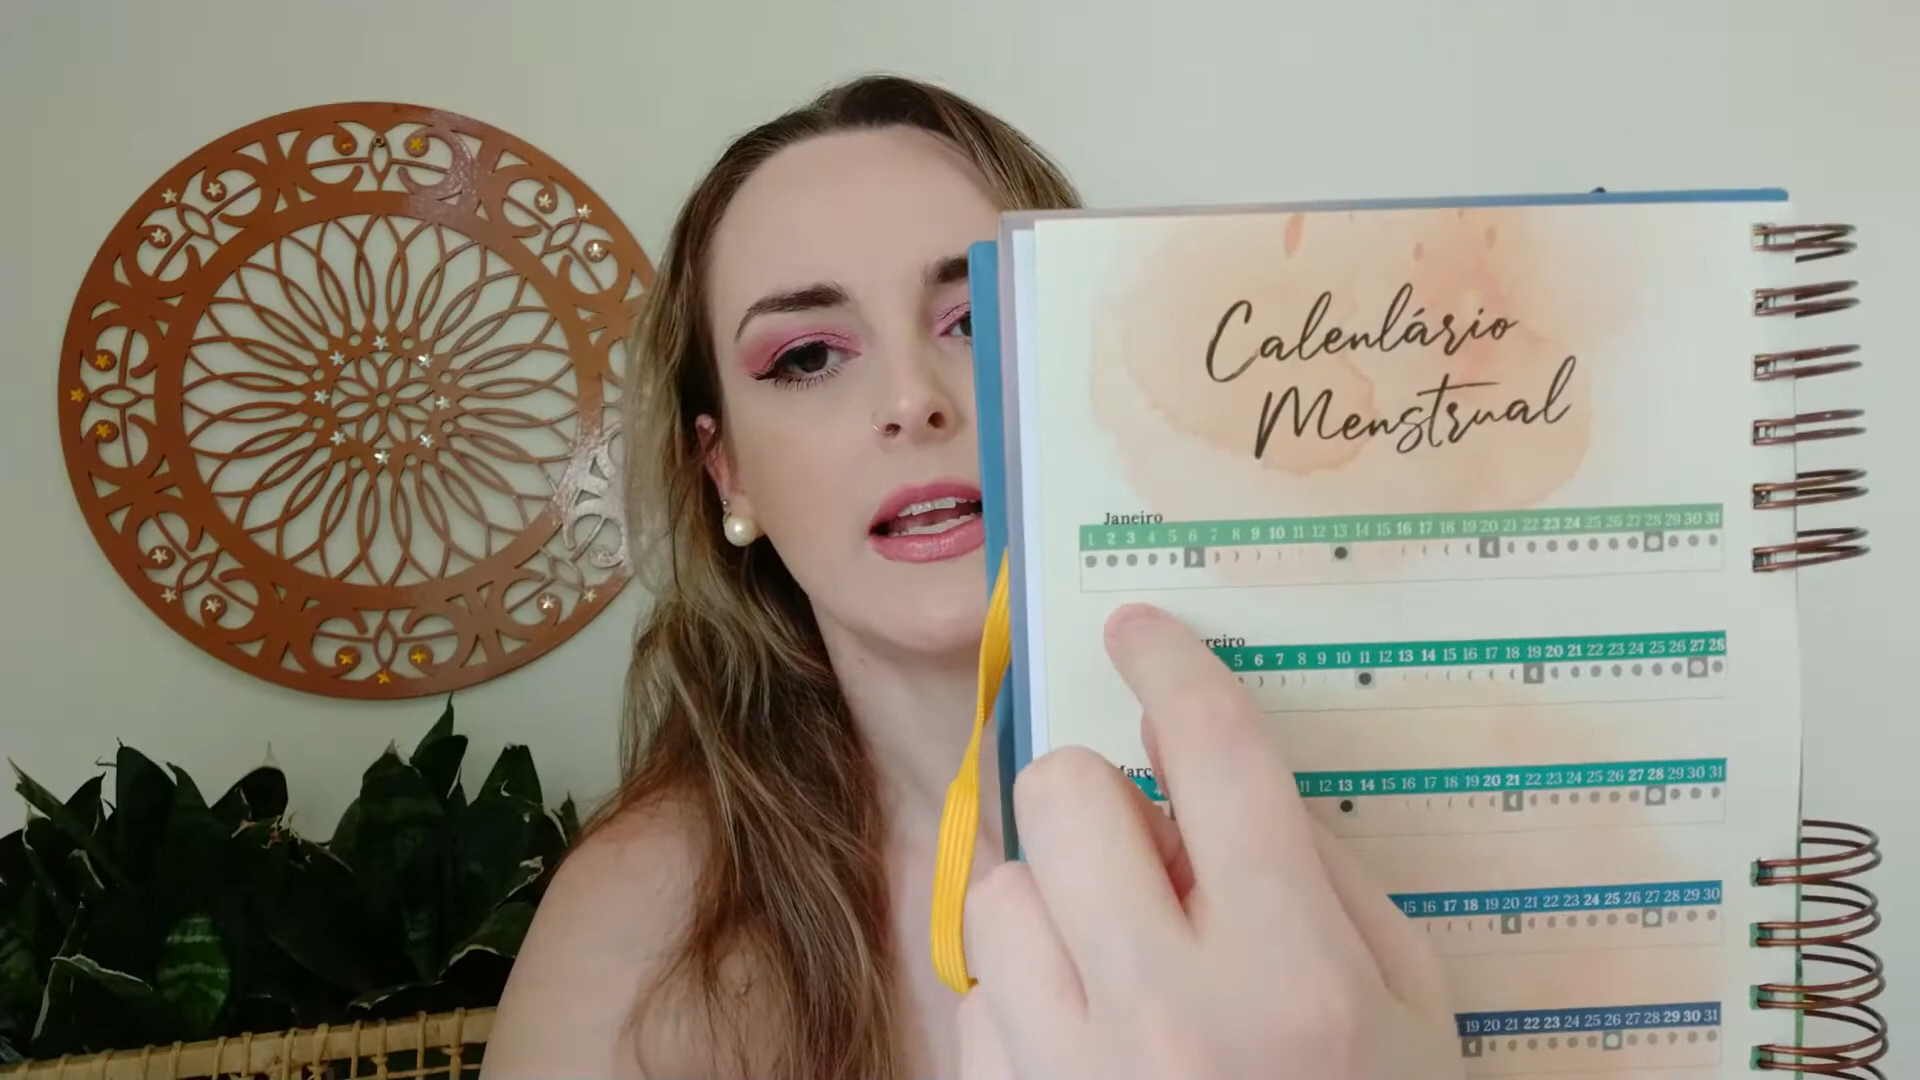 Calenlário
Menstrual
Janeiro
1 2 3 4 5 6 7 8 9 10 11 12 13 14 15 16 17 18 19 20 21 22 23 24 25 26 27 28 29 30 31
reiro
5 6 7 8 9 10 11 12 13 14 15 16 17 18 19 20 21 22 23 24 25 26 27 28
Març
11 12 13 14 15 16 17 18 19 20 21 22 23 24 25 26 27 28 29 30 31
15 16 17 18 19 20 21 22 23 24 25 26 27 28 29 30
19 20 21 22 23 24 25 26 27 28 29 30 31